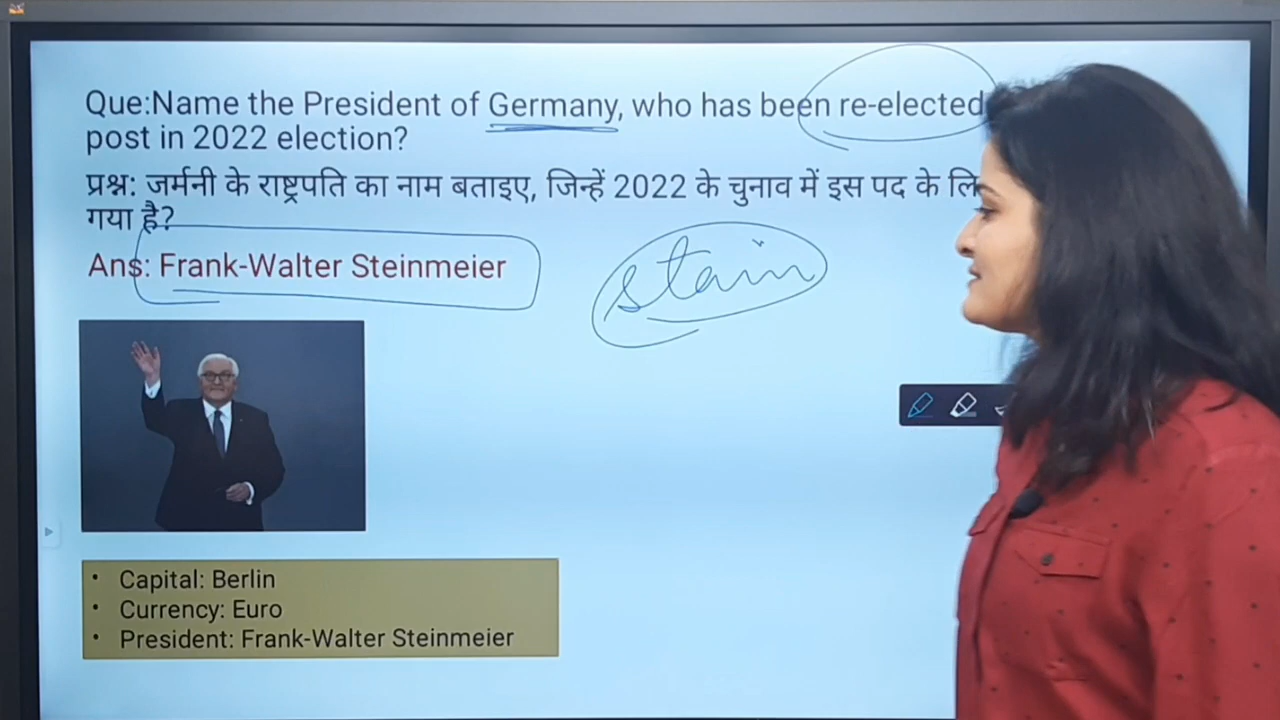 Que:Name the President of Germany, who has been re-elected
post in 2022 election?
प्रश्न: जर्मनी के राष्ट्रपति का नाम बताइए, जिन्हें 2022 के चुनाव में इस पद के
गया है?
Ans: Frank-Walter Steinmeier
stain
• Capital: Berlin
• Currency: Euro
• President: Frank-Walter Steinmeier